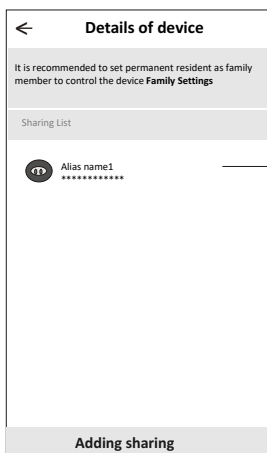 Details of device
It is recommended to set permanent resident as family
member to control the device Family Settings
Sharing List
Alias name1
************
Adding sharing